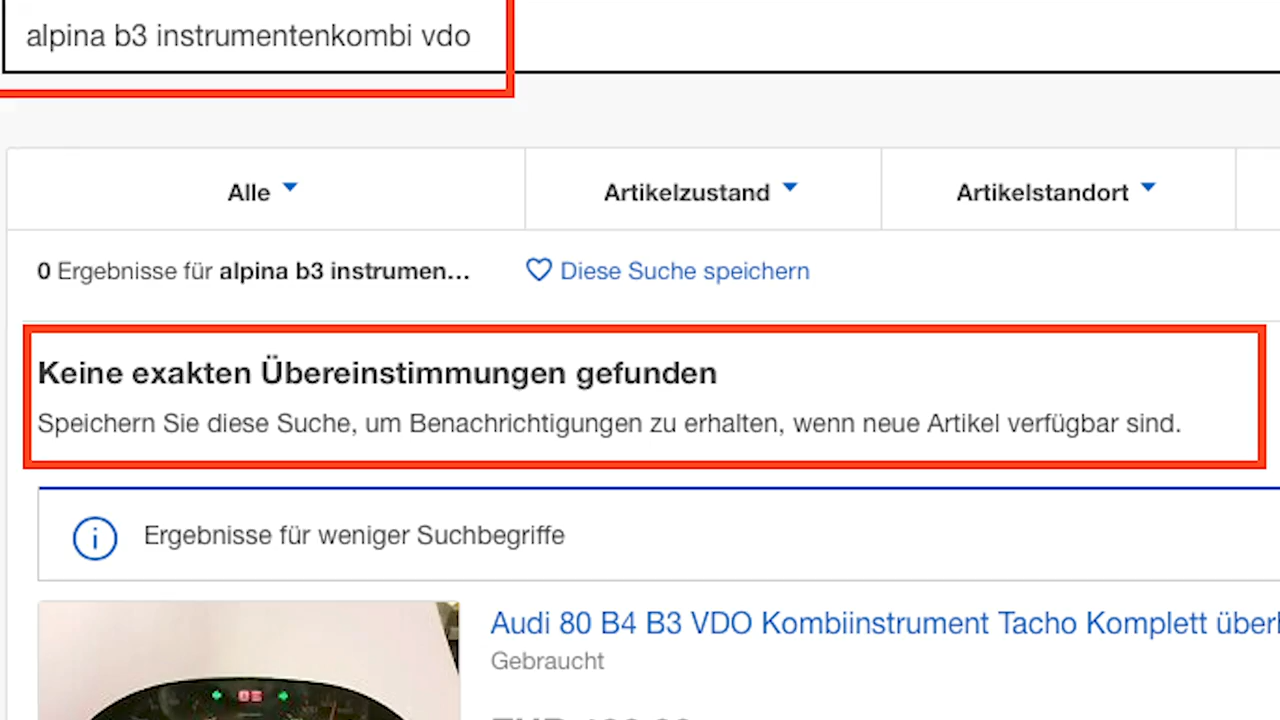 alpina b3 instrumentenkombi vdo
Alle
Artikelzustand
Artikelstandort
0 Ergebnisse für alpina b3 instrumen...
Diese Suche speichern
Keine exakten Übereinstimmungen gefunden
Speichern Sie diese Suche, um Benachrichtigungen zu erhalten, wenn neue Artikel verfügbar sind.
Ergebnisse für weniger Suchbegriffe
Audi 80 B4 B3 VDO Kombiinstrument Tacho Komplett
Gebraucht